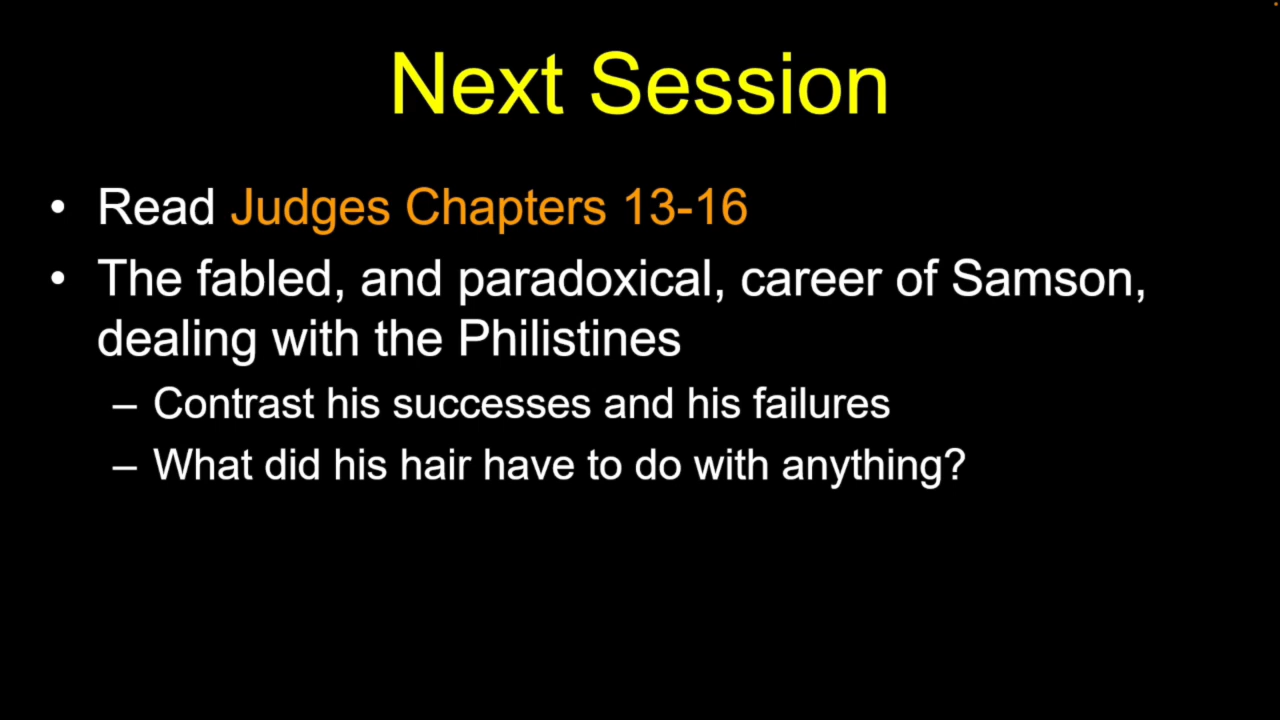 Next Session
• Read Judges Chapters 13-16
• The fabled, and paradoxical, career of Samson,
dealing with the Philistines
– Contrast his successes and his failures
– What did his hair have to do with anything?